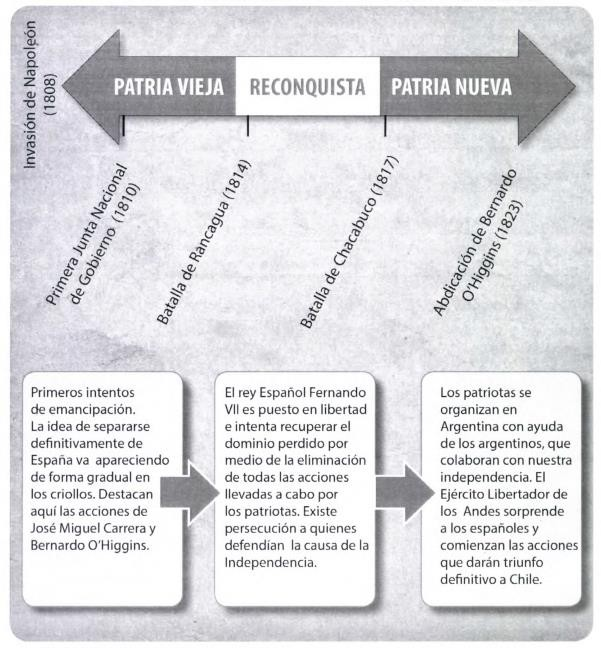 Invasión de Napoleón
(1808)
PATRIA VIEJA
RECONQUISTA
PATRIA NUEVA
Primera Junta Nacional
de Gobierno (1810)
Batalla de Rancagua (1814)
Batalla de Chacabuco (1817)
Abdicación de Bernardo
O'Higgins (1823)
Primeros intentos
de emancipación.
La idea de separarse
definitivamente de
España va apareciendo
de forma gradual en
los criollos. Destacan
aquí las acciones de
José Miguel Carrera y
Bernardo O'Higgins.
El rey Español Fernando
VII es puesto en libertad
e intenta recuperar el
dominio perdido por
medio de la eliminación
de todas las acciones
llevadas a cabo por
los patriotas. Existe
persecución a quienes
defendían la causa de la
Independencia.
Los patriotas se
organizan en
Argentina con ayuda
de los argentinos, que
colaboran con nuestra
independencia. El
Ejército Libertador de
los Andes sorprende
a los españoles y
comienzan las acciones
que darán triunfo
definitivo a Chile.